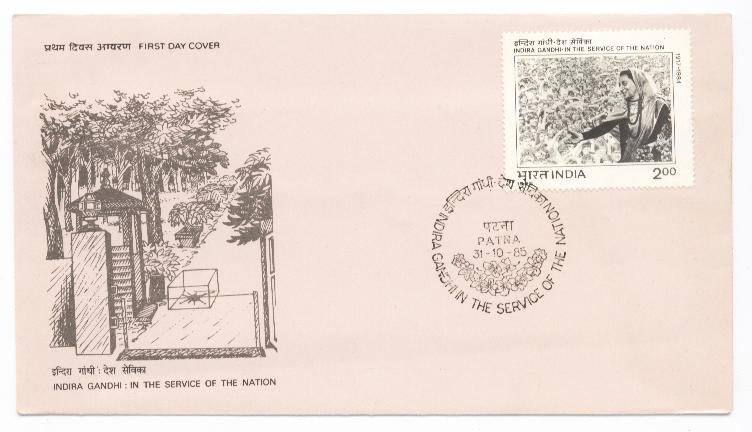 प्रथम दिवस आवरण FIRST DAY COVER
इन्दिरा गांधी-देश सेविका
INDIRA GANDHI-IN THE SERVICE OF THE NATION
1917-1984
भारत INDIA 2.00
इन्दिरा गांधी-देश सेविका
पटना
PATNA
31-10-85
INDIRA GANDHI IN THE SERVICE OF THE NATION
इन्दिरा गांधी : देश सेविका
INDIRA GANDHI : IN THE SERVICE OF THE NATION